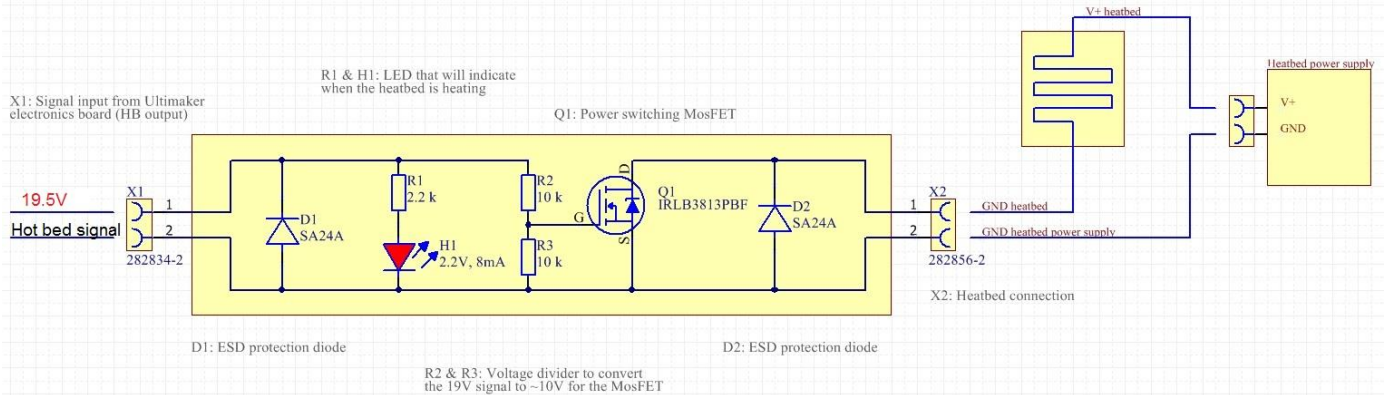 V+ heatbed
Heatbed power supply
V+
GND
R1 & H1: LED that will indicate
when the heatbed is heating
X1: Signal input from Ultimaker
electronics board (HB output)
Q1: Power switching MosFET
19.5V
Hot bed signal
X1
1
2
282834-2
D1
SA24A
R1
2.2 k
H1
2.2V, 8mA
R2
10 k
R3
10 k
G
D
S
Q1
IRLB3813PBF
D2
SA24A
X2
1
2
282856-2
GND heatbed
GND heatbed power supply
X2: Heatbed connection
D1: ESD protection diode
D2: ESD protection diode
R2 & R3: Voltage divider to convert
the 19V signal to ~10V for the MosFET